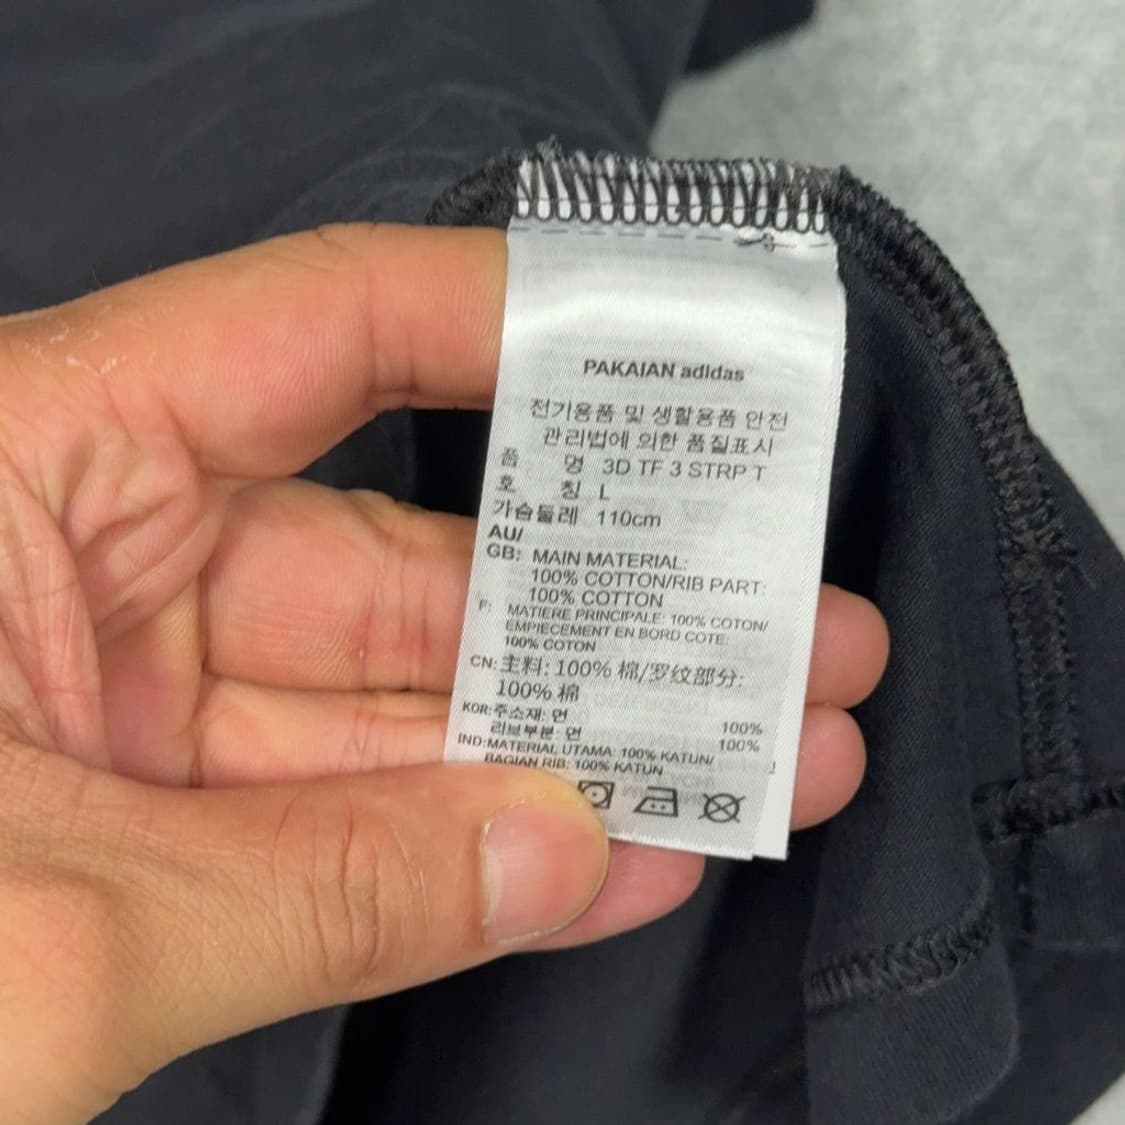 PAKAIAN adidas
전기용품 및 생활용품 안전
관리법에 의한 품질표시
품 명 3D TF 3 STRP T
호 칭 L
가슴둘레 110cm
AU/
GB: MAIN MATERIAL:
100% COTTON/RIB PART:
100% COTTON
F: MATIERE PRINCIPALE: 100% COTON/
EMPIECEMENT EN BORD COTE:
100% COTON
CN: 主料: 100% 棉/罗纹部分:
100% 棉
KOR: 주소재: 면 100%
리브부분: 면 100%
IND: MATERIAL UTAMA: 100% KATUN/
BAGIAN RIB: 100% KATUN